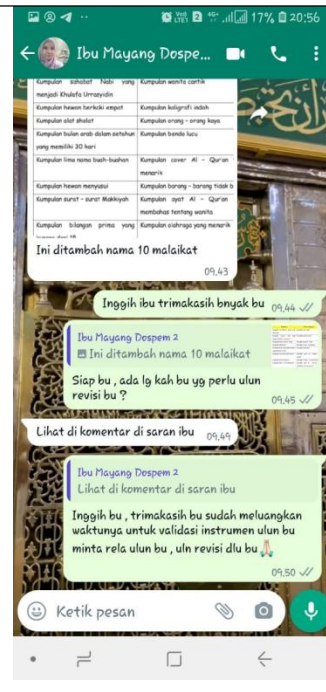 17% 20:56
Ibu Mayang Dospe...
Kumpulan sahabat Nabi yang menjadi Khulafa Urrasyidin
Kumpulan wanita cantik
Kumpulan hewan berkaki empat
Kumpulan kaligrafi indah
Kumpulan alat sholat
Kumpulan orang - orang kaya
Kumpulan bulan arab dalam setahun yang memiliki 30 hari
Kumpulan benda lucu
Kumpulan lima nama buah-buahan
Kumpulan cover Al - Qur'an menarik
Kumpulan hewan menyusui
Kumpulan barang - barang tidak b
Kumpulan surat - surat Makkiyah
Kumpulan ayat Al - Qur'an membahas tentang wanita
Kumpulan bilangan prima yang
Kumpulan olahraga yang menarik
Ini ditambah nama 10 malaikat
09.43
Inggih ibu trimakasih bnyak bu 09.44
Ibu Mayang Dospem 2
Ini ditambah nama 10 malaikat
Siap bu , ada lg kah bu yg perlu ulun
revisi bu ?
09.45
Lihat di komentar di saran ibu 09.49
Ibu Mayang Dospem 2
Lihat di komentar di saran ibu
Inggih bu , trimakasih bu sudah meluangkan
waktunya untuk validasi instrumen ulun bu
minta rela ulun bu , uln revisi dlu bu 🙏
09.50
Ketik pesan